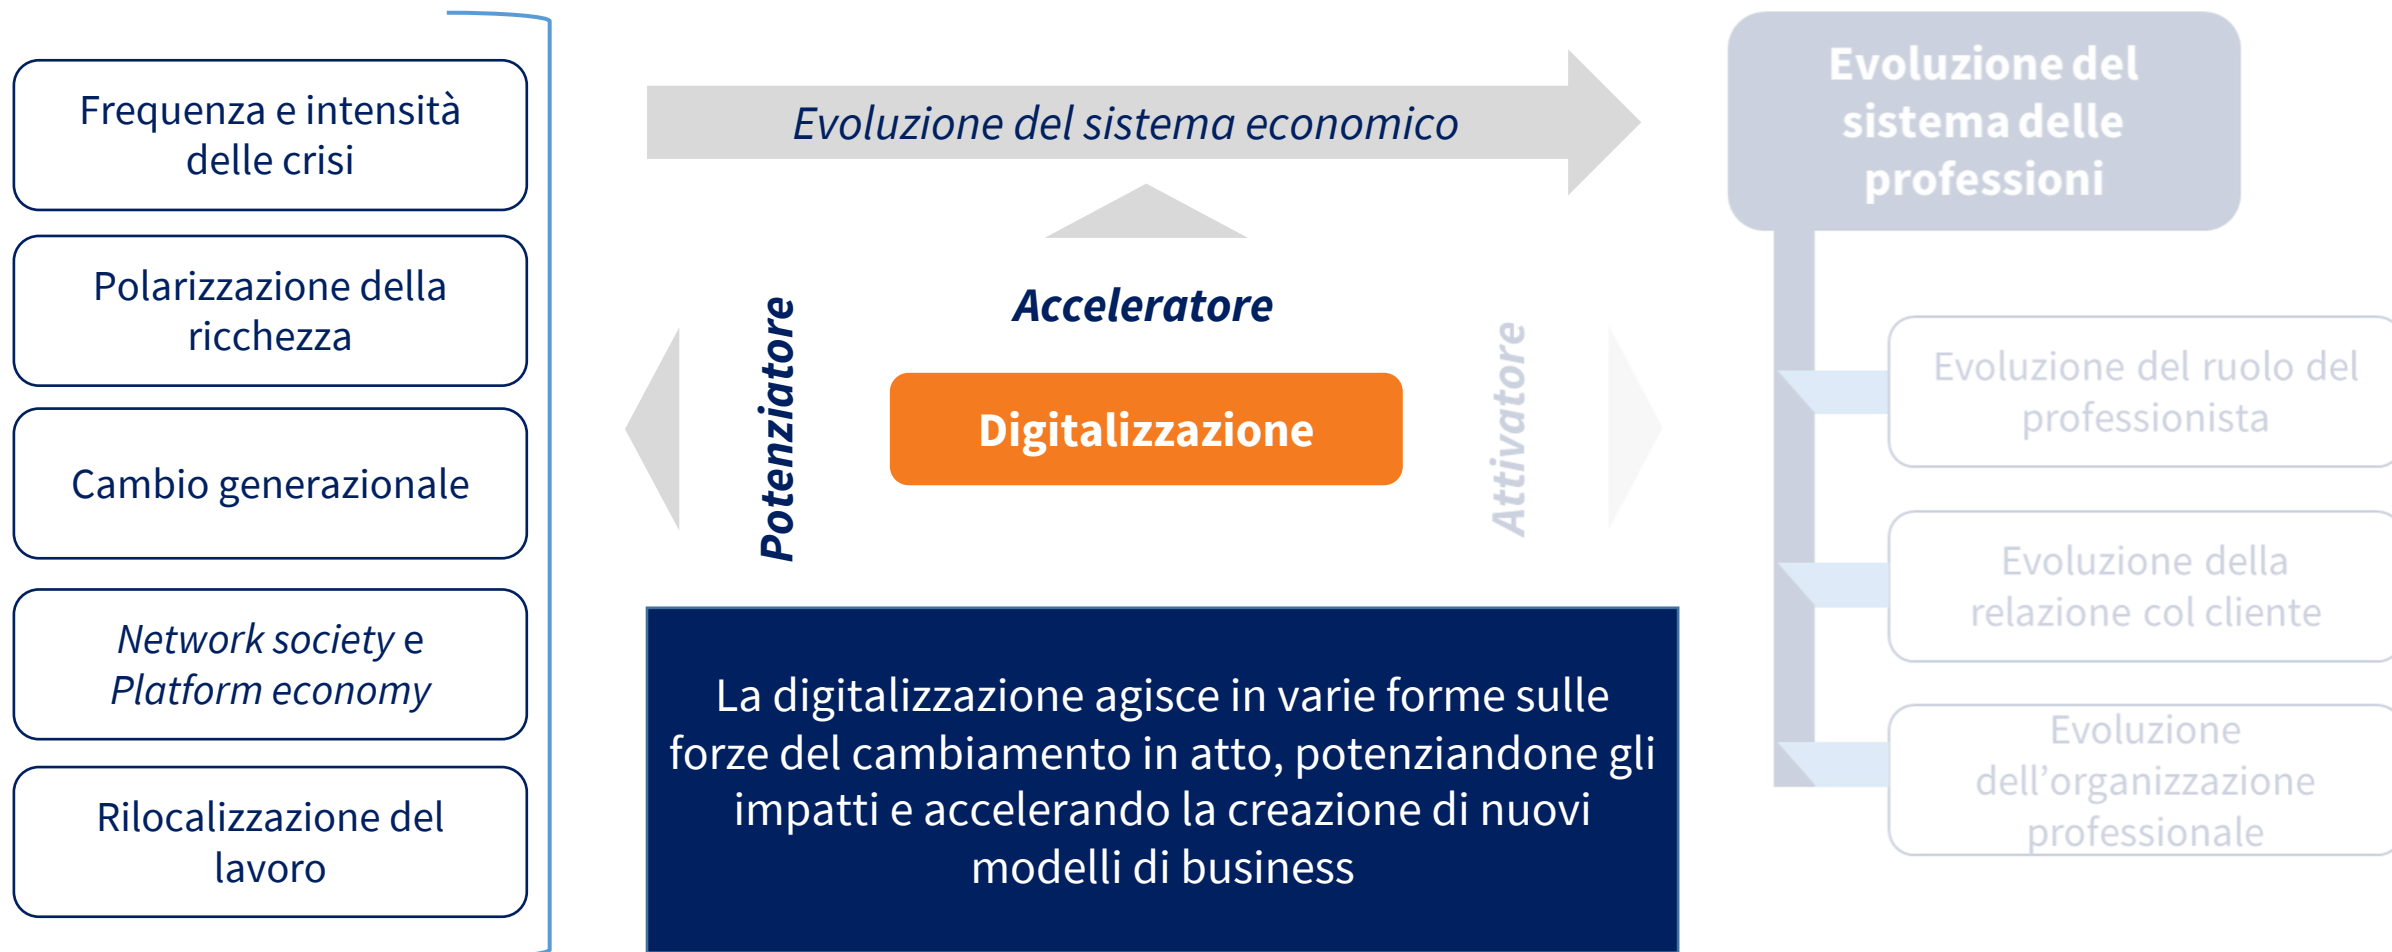 Frequenza e intensità
delle crisi
Polarizzazione della
ricchezza
Cambio generazionale
Network society e
Platform economy
Rilocalizzazione del
lavoro
Evoluzione del sistema economico
Acceleratore
Potenziatore
Digitalizzazione
Attivatore
La digitalizzazione agisce in varie forme sulle
forze del cambiamento in atto, potenziandone gli
impatti e accelerando la creazione di nuovi
modelli di business
Evoluzione del
sistema delle
professioni
Evoluzione del ruolo del
professionista
Evoluzione della
relazione col cliente
Evoluzione
dell’organizzazione
professionale